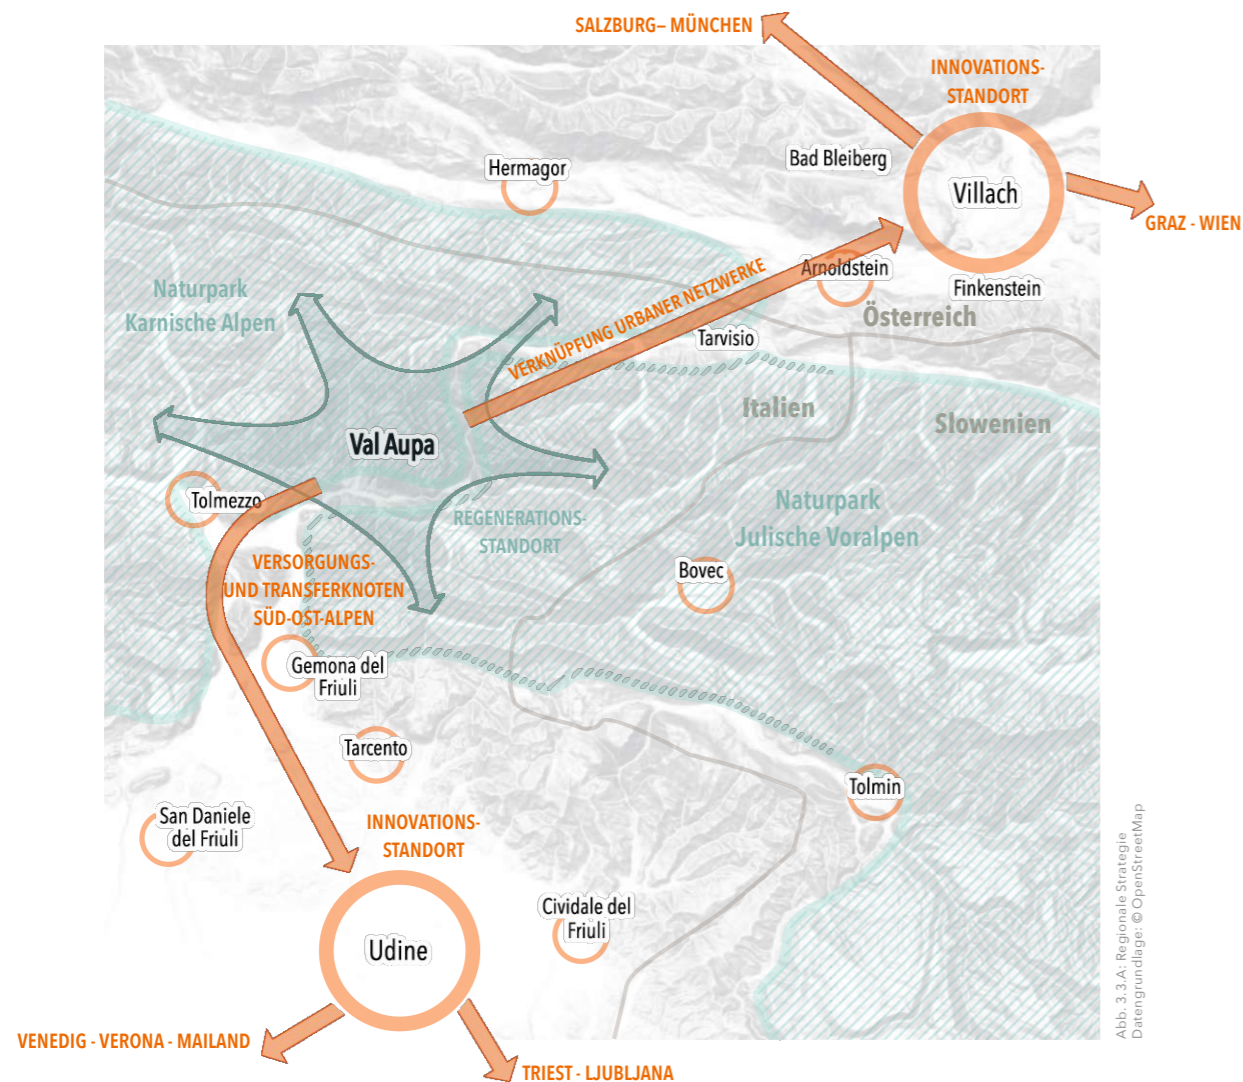 SALZBURG– MÜNCHEN
INNOVATIONS-
STANDORT
Hermagor
Bad Bleiberg
Villach
GRAZ - WIEN
VERKNÜPFUNG URBANER NETZWERKE
Arnoldstein
Finkenstein
Naturpark
Karnische Alpen
Österreich
Tarvisio
Italien
Slowenien
Val Aupa
Tolmezzo
REGENERATIONS-
STANDORT
Naturpark
Julische Voralpen
VERSORGUNGS-
UND TRANSFERKNOTEN
SÜD-OST-ALPEN
Bovec
Gemona del
Friuli
Tarcento
Tolmin
San Daniele
del Friuli
INNOVATIONS-
STANDORT
Cividale del
Friuli
Udine
VENEDIG - VERONA - MAILAND
TRIEST - LJUBLJANA
Abb. 3.3.A: Regionale Strategie
Datengrundlage: © OpenStreetMap